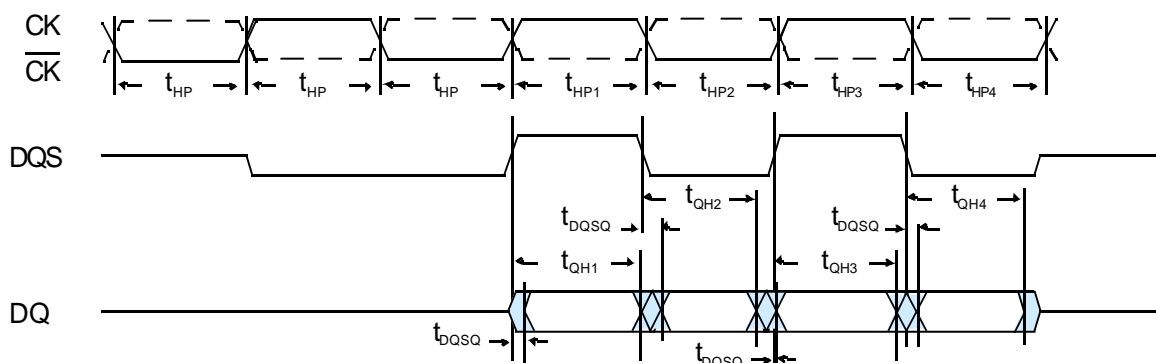 CK
CK
tHP tHP tHP tHP1 tHP2 tHP3 tHP4
DQS
tQH2 tQH4
tDQSQ tDQSQ
tQH1 tQH3
DQ
tDQSQ tDQSQ